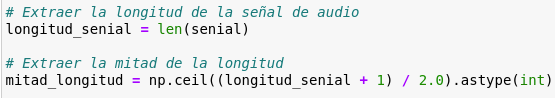 # Extraer la longitud de la señal de audio
longitud_senial = len(senial)
# Extraer la mitad de la longitud
mitad_longitud = np.ceil((longitud_senial + 1) / 2.0).astype(int)